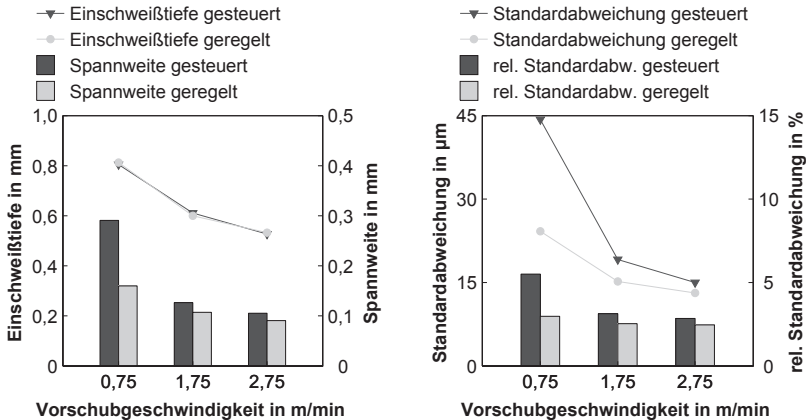 Einschweißtiefe gesteuert
Einschweißtiefe geregelt
Spannweite gesteuert
Spannweite geregelt
1,0
0,8
0,6
0,4
0,2
0
Einschweißtiefe in mm
0,5
0,4
0,3
0,2
0,1
0
Spannweite in mm
0,75 1,75 2,75
Vorschubgeschwindigkeit in m/min
Standardabweichung gesteuert
Standardabweichung geregelt
rel. Standardabw. gesteuert
rel. Standardabw. geregelt
45
30
15
0
Standardabweichung in µm
15
10
5
0
rel. Standardabweichung in %
0,75 1,75 2,75
Vorschubgeschwindigkeit in m/min